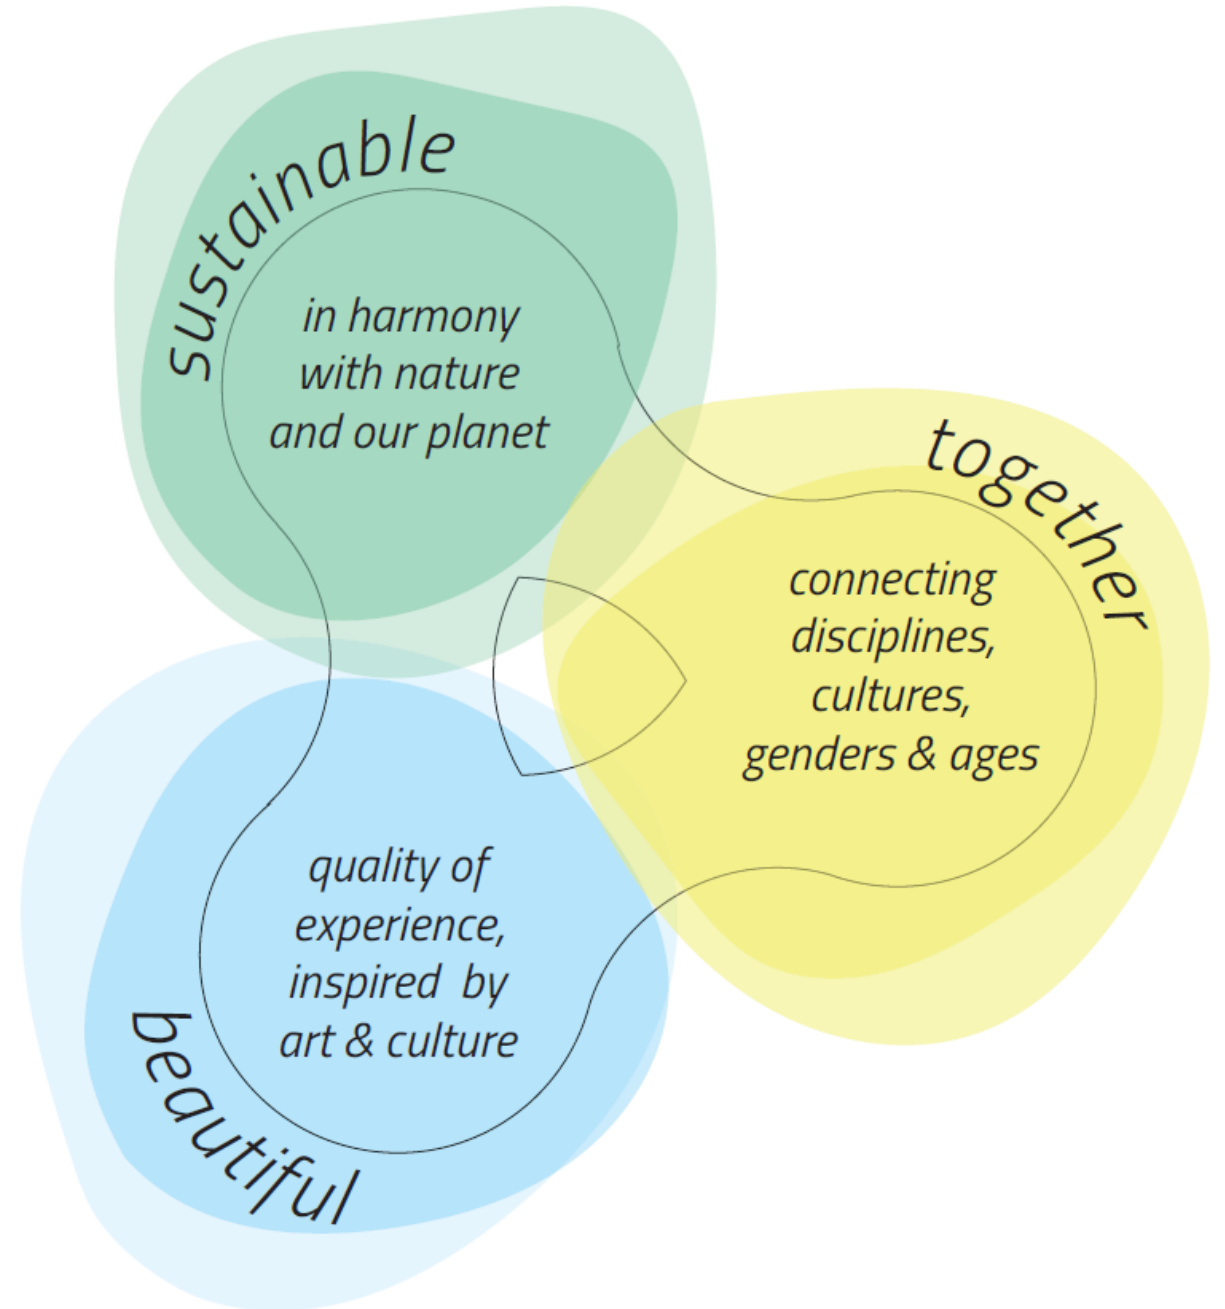 sustainable
in harmony
with nature
and our planet
together
connecting
disciplines,
cultures,
genders & ages
quality of
experience,
inspired by
art & culture
beautiful